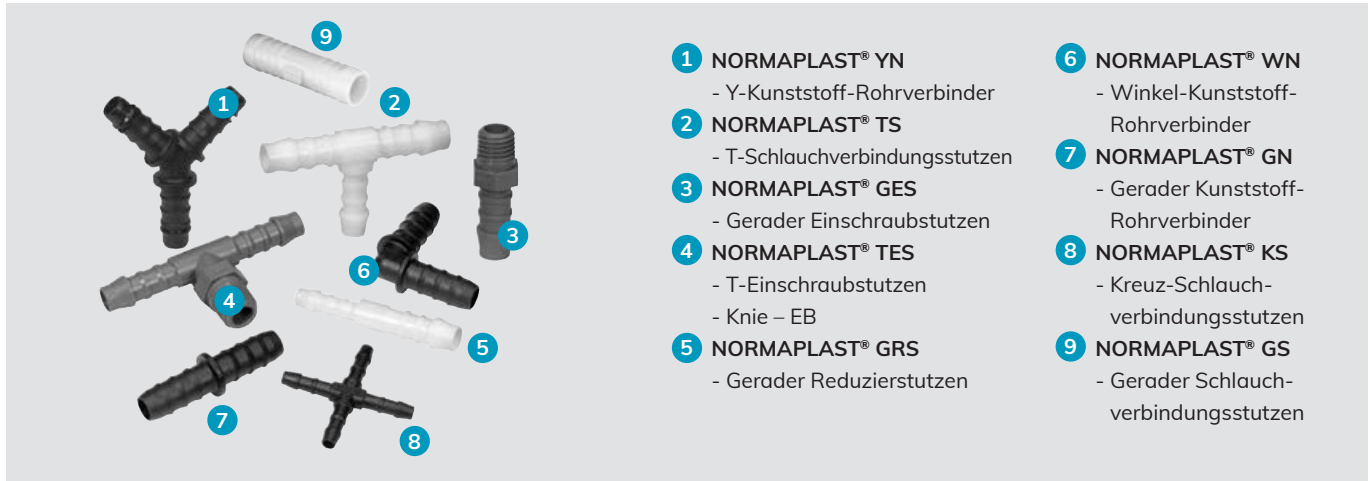 9
1
2
3
6
4
5
7
8
1 NORMAPLAST® YN
- Y-Kunststoff-Rohrverbinder
2 NORMAPLAST® TS
- T-Schlauchverbindungsstutzen
3 NORMAPLAST® GES
- Gerader Einschraubstutzen
4 NORMAPLAST® TES
- T-Einschraubstutzen
- Knie – EB
5 NORMAPLAST® GRS
- Gerader Reduzierstutzen
6 NORMAPLAST® WN
- Winkel-Kunststoff-
Rohrverbinder
7 NORMAPLAST® GN
- Gerader Kunststoff-
Rohrverbinder
8 NORMAPLAST® KS
- Kreuz-Schlauch-
verbindungsstutzen
9 NORMAPLAST® GS
- Gerader Schlauch-
verbindungsstutzen